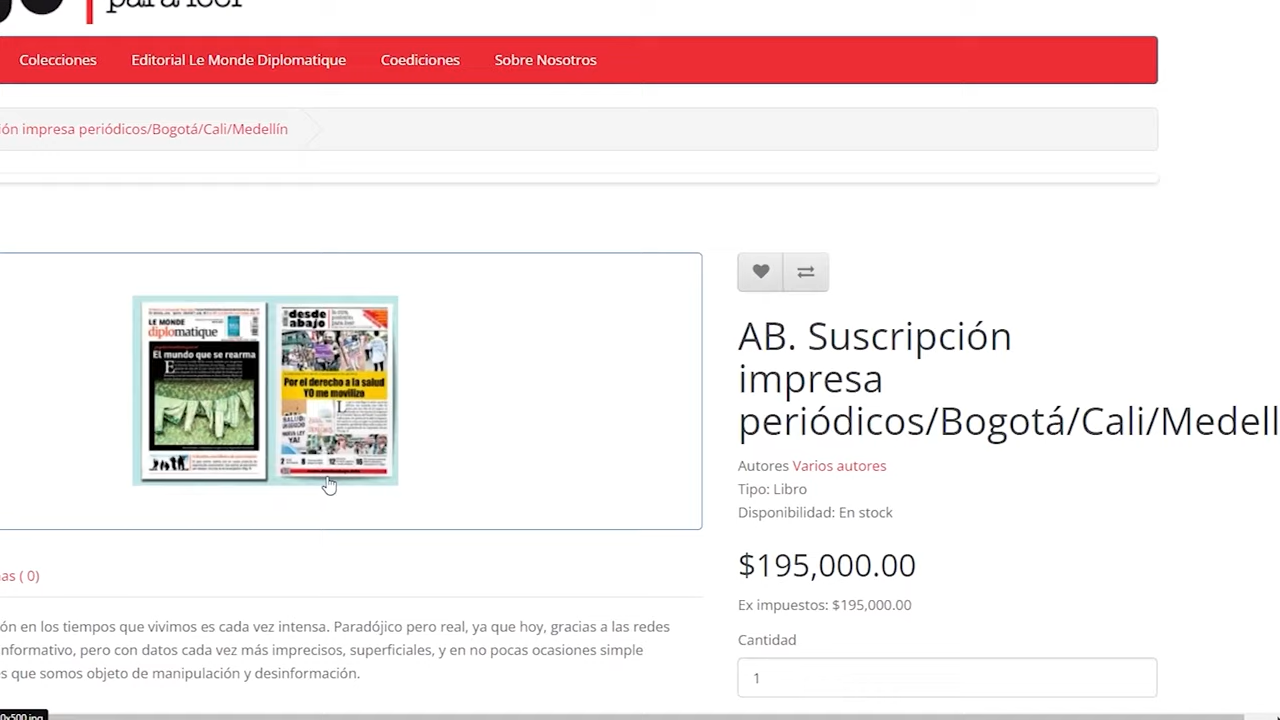 para leer
Colecciones
Editorial Le Monde Diplomatique
Coediciones
Sobre Nosotros
ón impresa periódicos/Bogotá/Cali/Medellín
LE MONDE
diplomatique
El mundo que se rearma
desde
abajo
Por el derecho a la salud
YO me movilizo
AB. Suscripción
impresa
periódicos/Bogotá/Cali/Medell
Autores Varios autores
Tipo: Libro
Disponibilidad: En stock
$195,000.00
Ex impuestos: $195,000.00
Cantidad
1
as ( 0)
ón en los tiempos que vivimos es cada vez intensa. Paradójico pero real, ya que hoy, gracias a las redes
nformativo, pero con datos cada vez más imprecisos, superficiales, y en no pocas ocasiones simple
s que somos objeto de manipulación y desinformación.
0x500.jpg